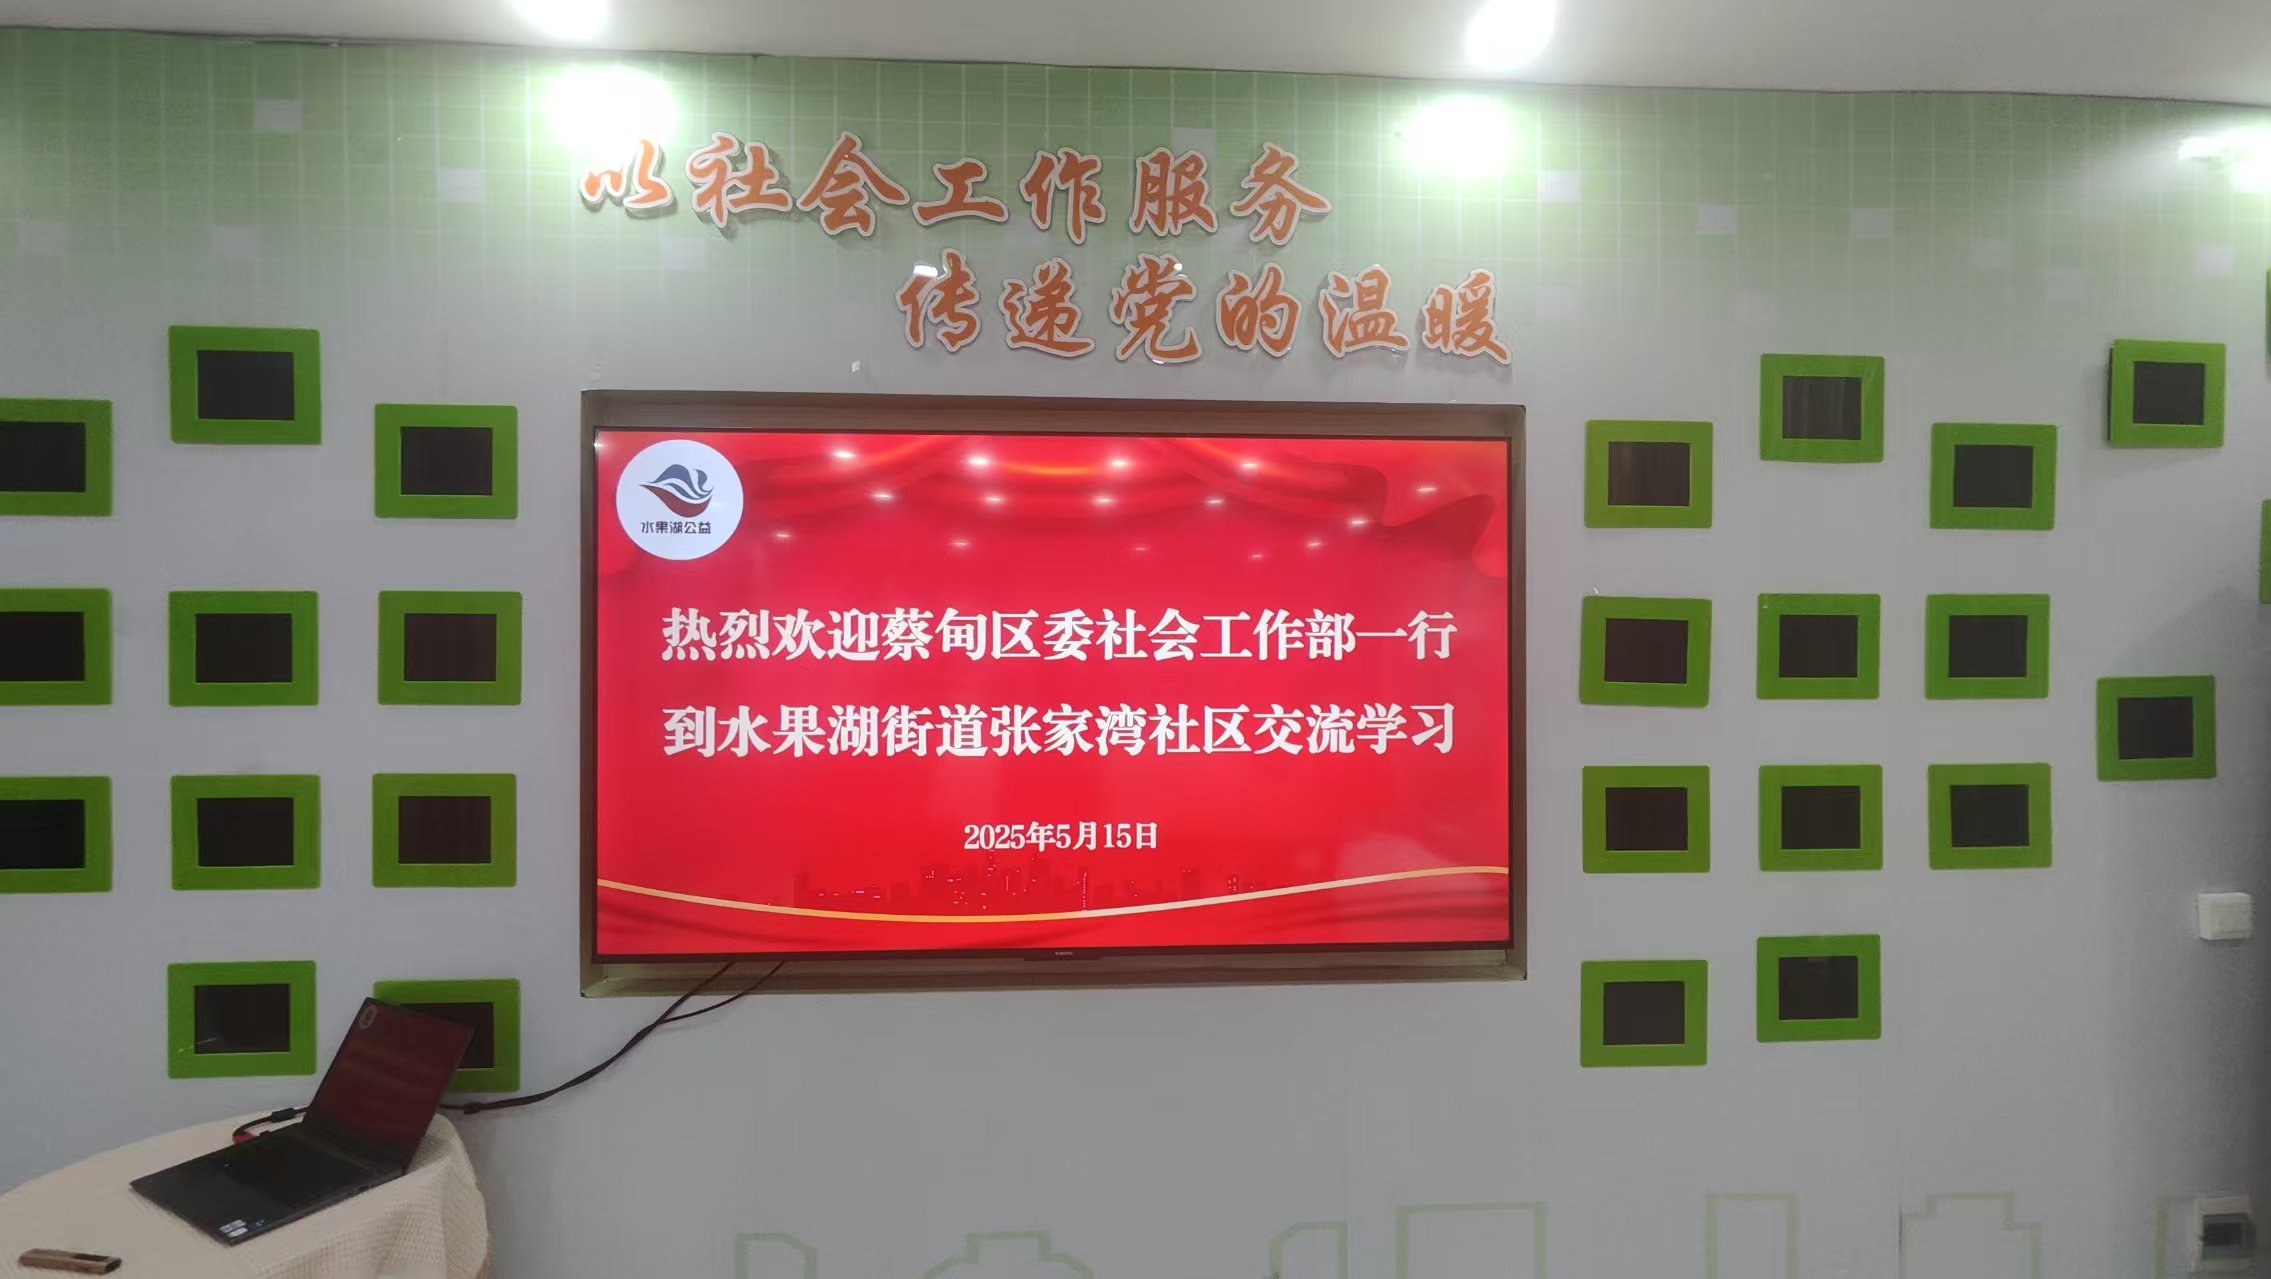 以社会工作服务
传递党的温暖
水果湖公益
热烈欢迎蔡甸区委社会工作部一行
到水果湖街道张家湾社区交流学习
2025年5月15日